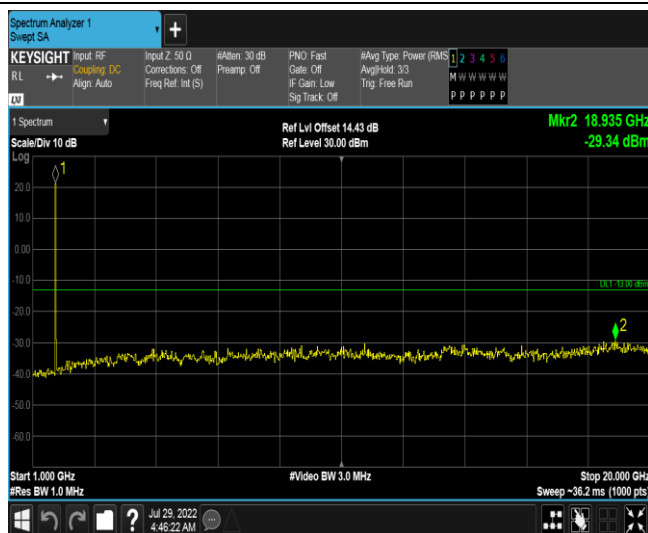 Spectrum Analyzer 1
Swept SA
+
KEYSIGHT
RL
Input: RF
Coupling: DC
Align: Auto
Input Z: 50 Ω
Corrections: Off
Freq Ref: Int (S)
#Atten: 30 dB
Preamp: Off
PNO: Fast
Gate: Off
IF Gain: Low
Sig Track: Off
#Avg Type: Power (RMS
Avg|Hold: 3/3
Trig: Free Run
1 2 3 4 5 6
M W W W W W
P P P P P P
LXI
1 Spectrum
Scale/Div 10 dB
Ref Lvl Offset 14.43 dB
Ref Level 30.00 dBm
Mkr2 18.935 GHz
-29.34 dBm
Log
1
20.0
10.0
0.00
-10.0
DL1 -13.00 dBm
2
-20.0
-30.0
-40.0
-50.0
-60.0
Start 1.000 GHz
#Video BW 3.0 MHz
Stop 20.000 GHz
#Res BW 1.0 MHz
Sweep ~36.2 ms (1000 pts)
?
Jul 29, 2022
4:46:22 AM